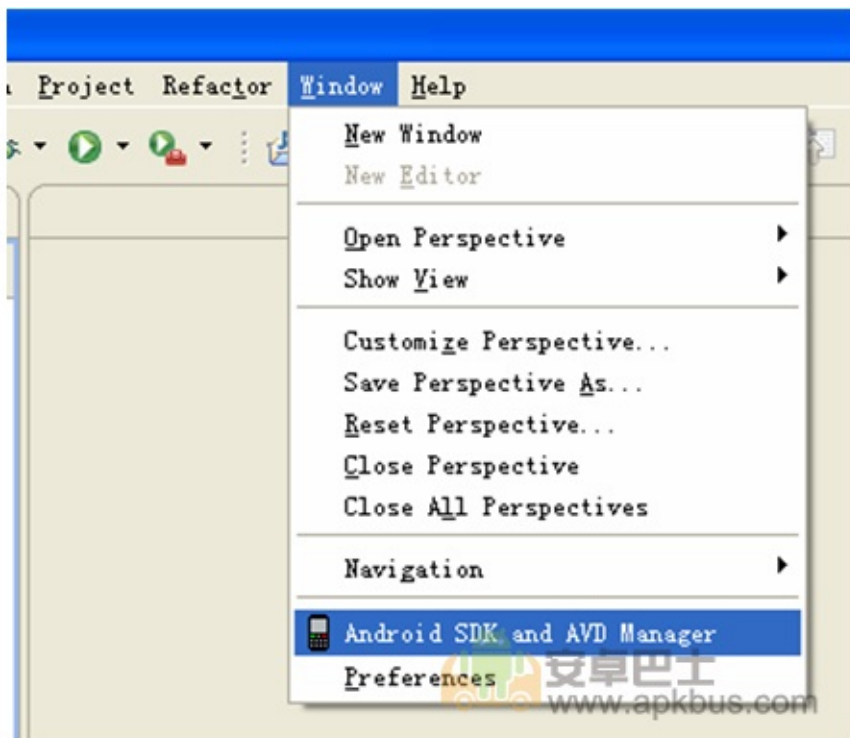 Project Refactor Window Help
New Window
New Editor
Open Perspective
Show View
Customize Perspective...
Save Perspective As...
Reset Perspective...
Close Perspective
Close All Perspectives
Navigation
Android SDK and AVD Manager
Preferences
安卓巴士
www.apkbus.com